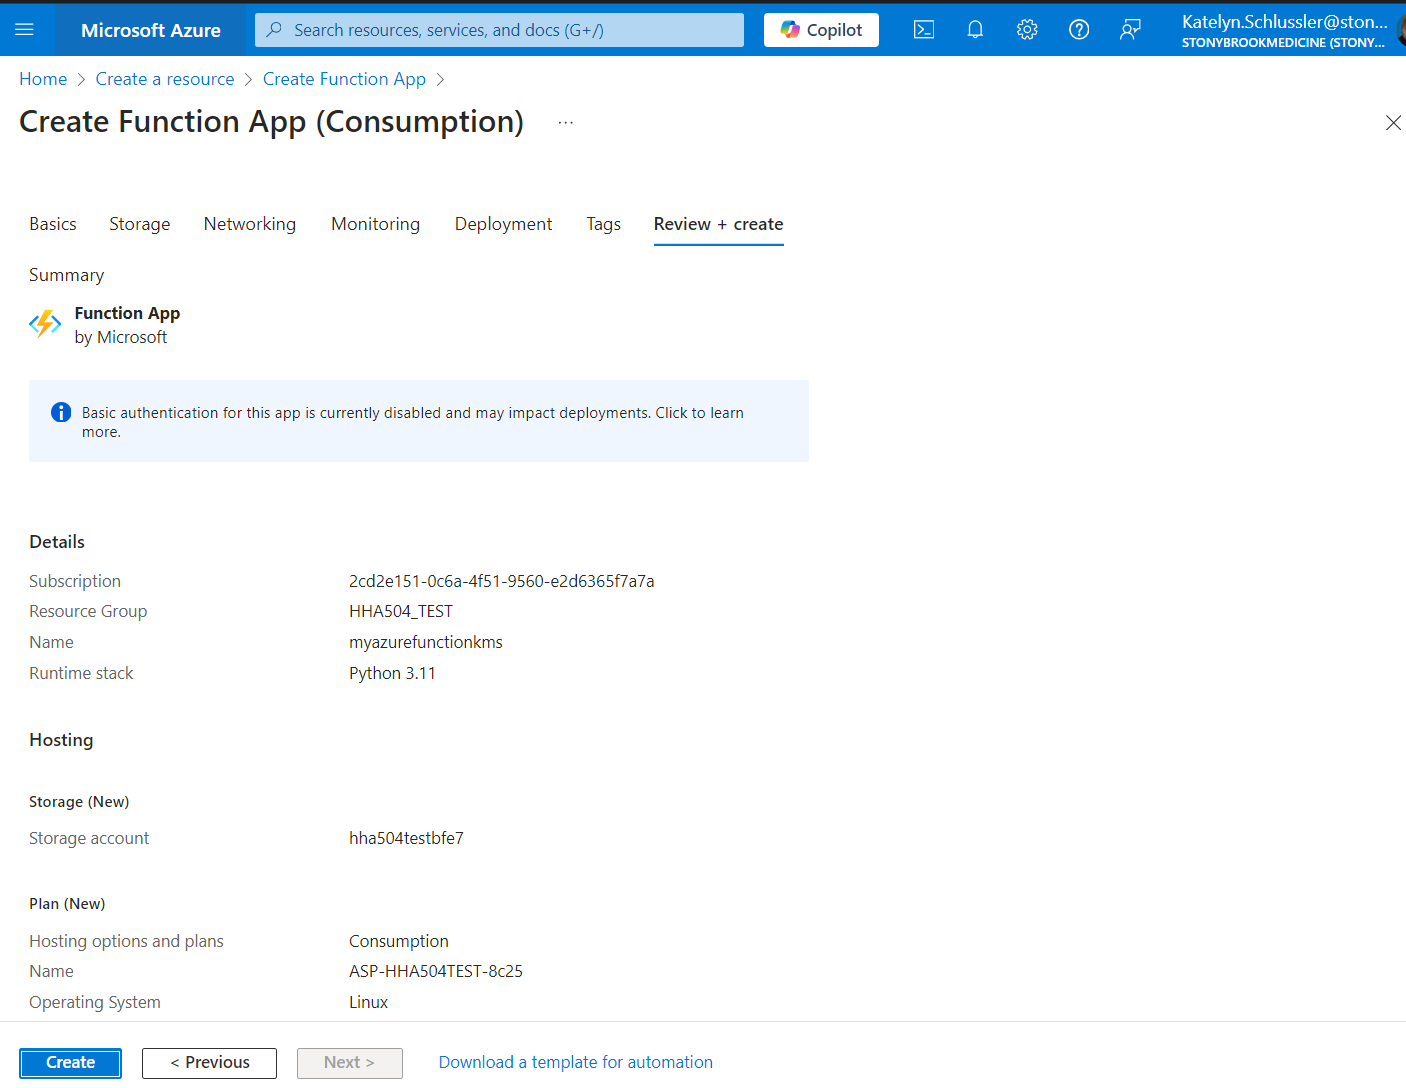 Microsoft Azure
Search resources, services, and docs (G+/)
Copilot
Katelyn.Schlussler@ston...
STONYBROOKMEDICINE (STONY...
Home > Create a resource > Create Function App >
Create Function App (Consumption) ...
Basics Storage Networking Monitoring Deployment Tags Review + create
Summary
Function App
by Microsoft
Basic authentication for this app is currently disabled and may impact deployments. Click to learn
more.
Details
Subscription 2cd2e151-0c6a-4f51-9560-e2d6365f7a7a
Resource Group HHA504_TEST
Name myazurefunctionkms
Runtime stack Python 3.11
Hosting
Storage (New)
Storage account hha504testbfe7
Plan (New)
Hosting options and plans Consumption
Name ASP-HHA504TEST-8c25
Operating System Linux
Create < Previous Next > Download a template for automation